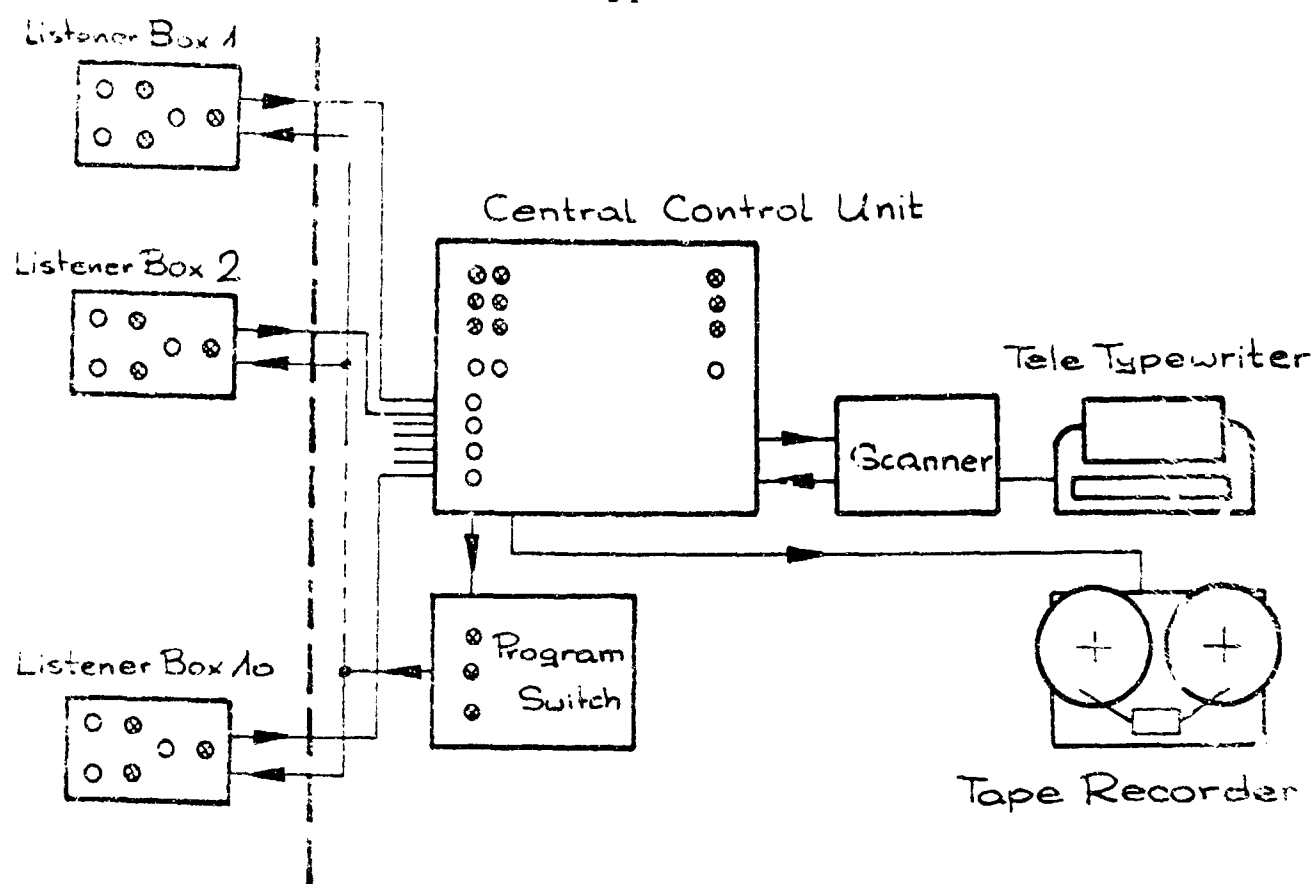 Listener Box 1
Central Control Unit
Listener Box 2
Tele Typewriter
Scanner
Program
Switch
Listener Box 10
Tape Recorder